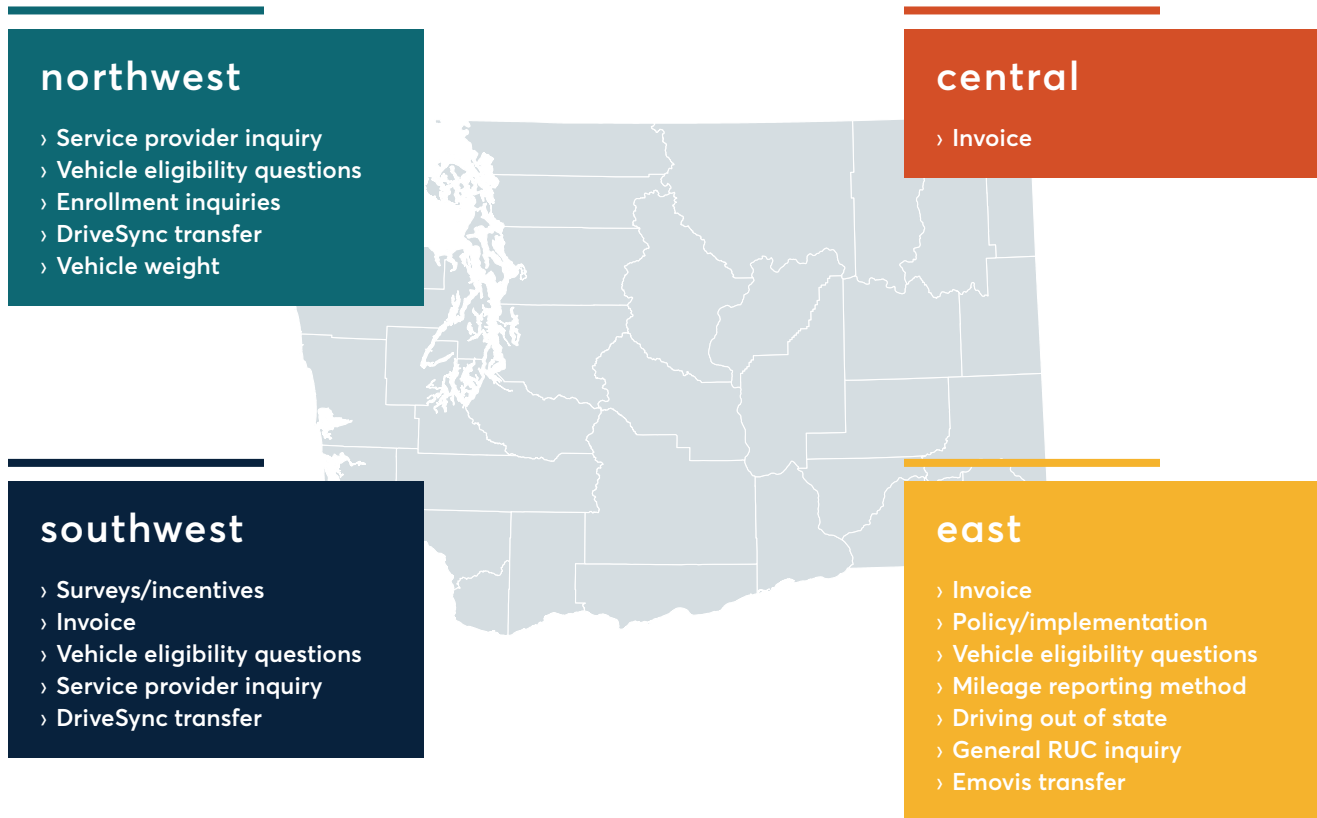 northwest
› Service provider inquiry
› Vehicle eligibility questions
› Enrollment inquiries
› DriveSync transfer
› Vehicle weight
central
› Invoice
southwest
› Surveys/incentives
› Invoice
› Vehicle eligibility questions
› Service provider inquiry
› DriveSync transfer
east
› Invoice
› Policy/implementation
› Vehicle eligibility questions
› Mileage reporting method
› Driving out of state
› General RUC inquiry
› Emovis transfer